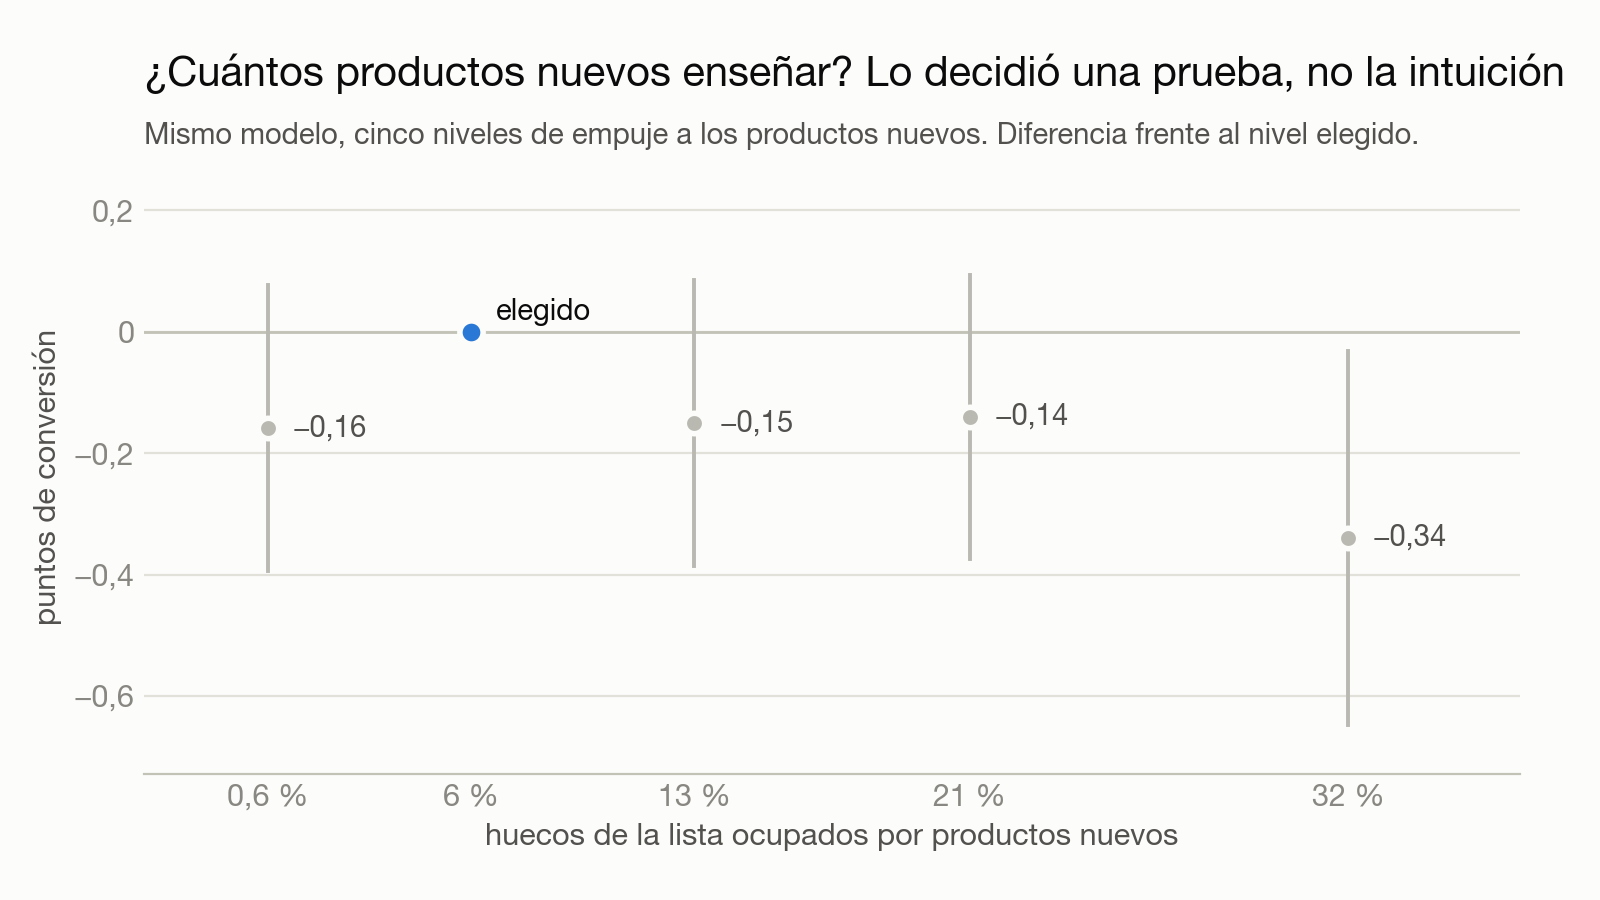 ¿Cuántos productos nuevos enseñar? Lo decidió una prueba, no la intuición
Mismo modelo, cinco niveles de empuje a los productos nuevos. Diferencia frente al nivel elegido.
puntos de conversión
0,2
0
–0,2
–0,4
–0,6
elegido
–0,16
–0,15
–0,14
–0,34
0,6 %
6 %
13 %
21 %
32 %
huecos de la lista ocupados por productos nuevos